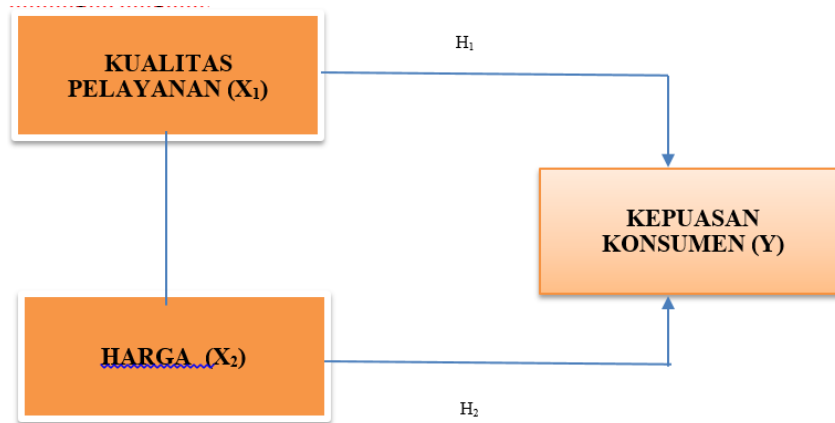 H₁
KUALITAS
PELAYANAN (X₁)
KEPUASAN
KONSUMEN (Y)
HARGA (X₂)
H₂